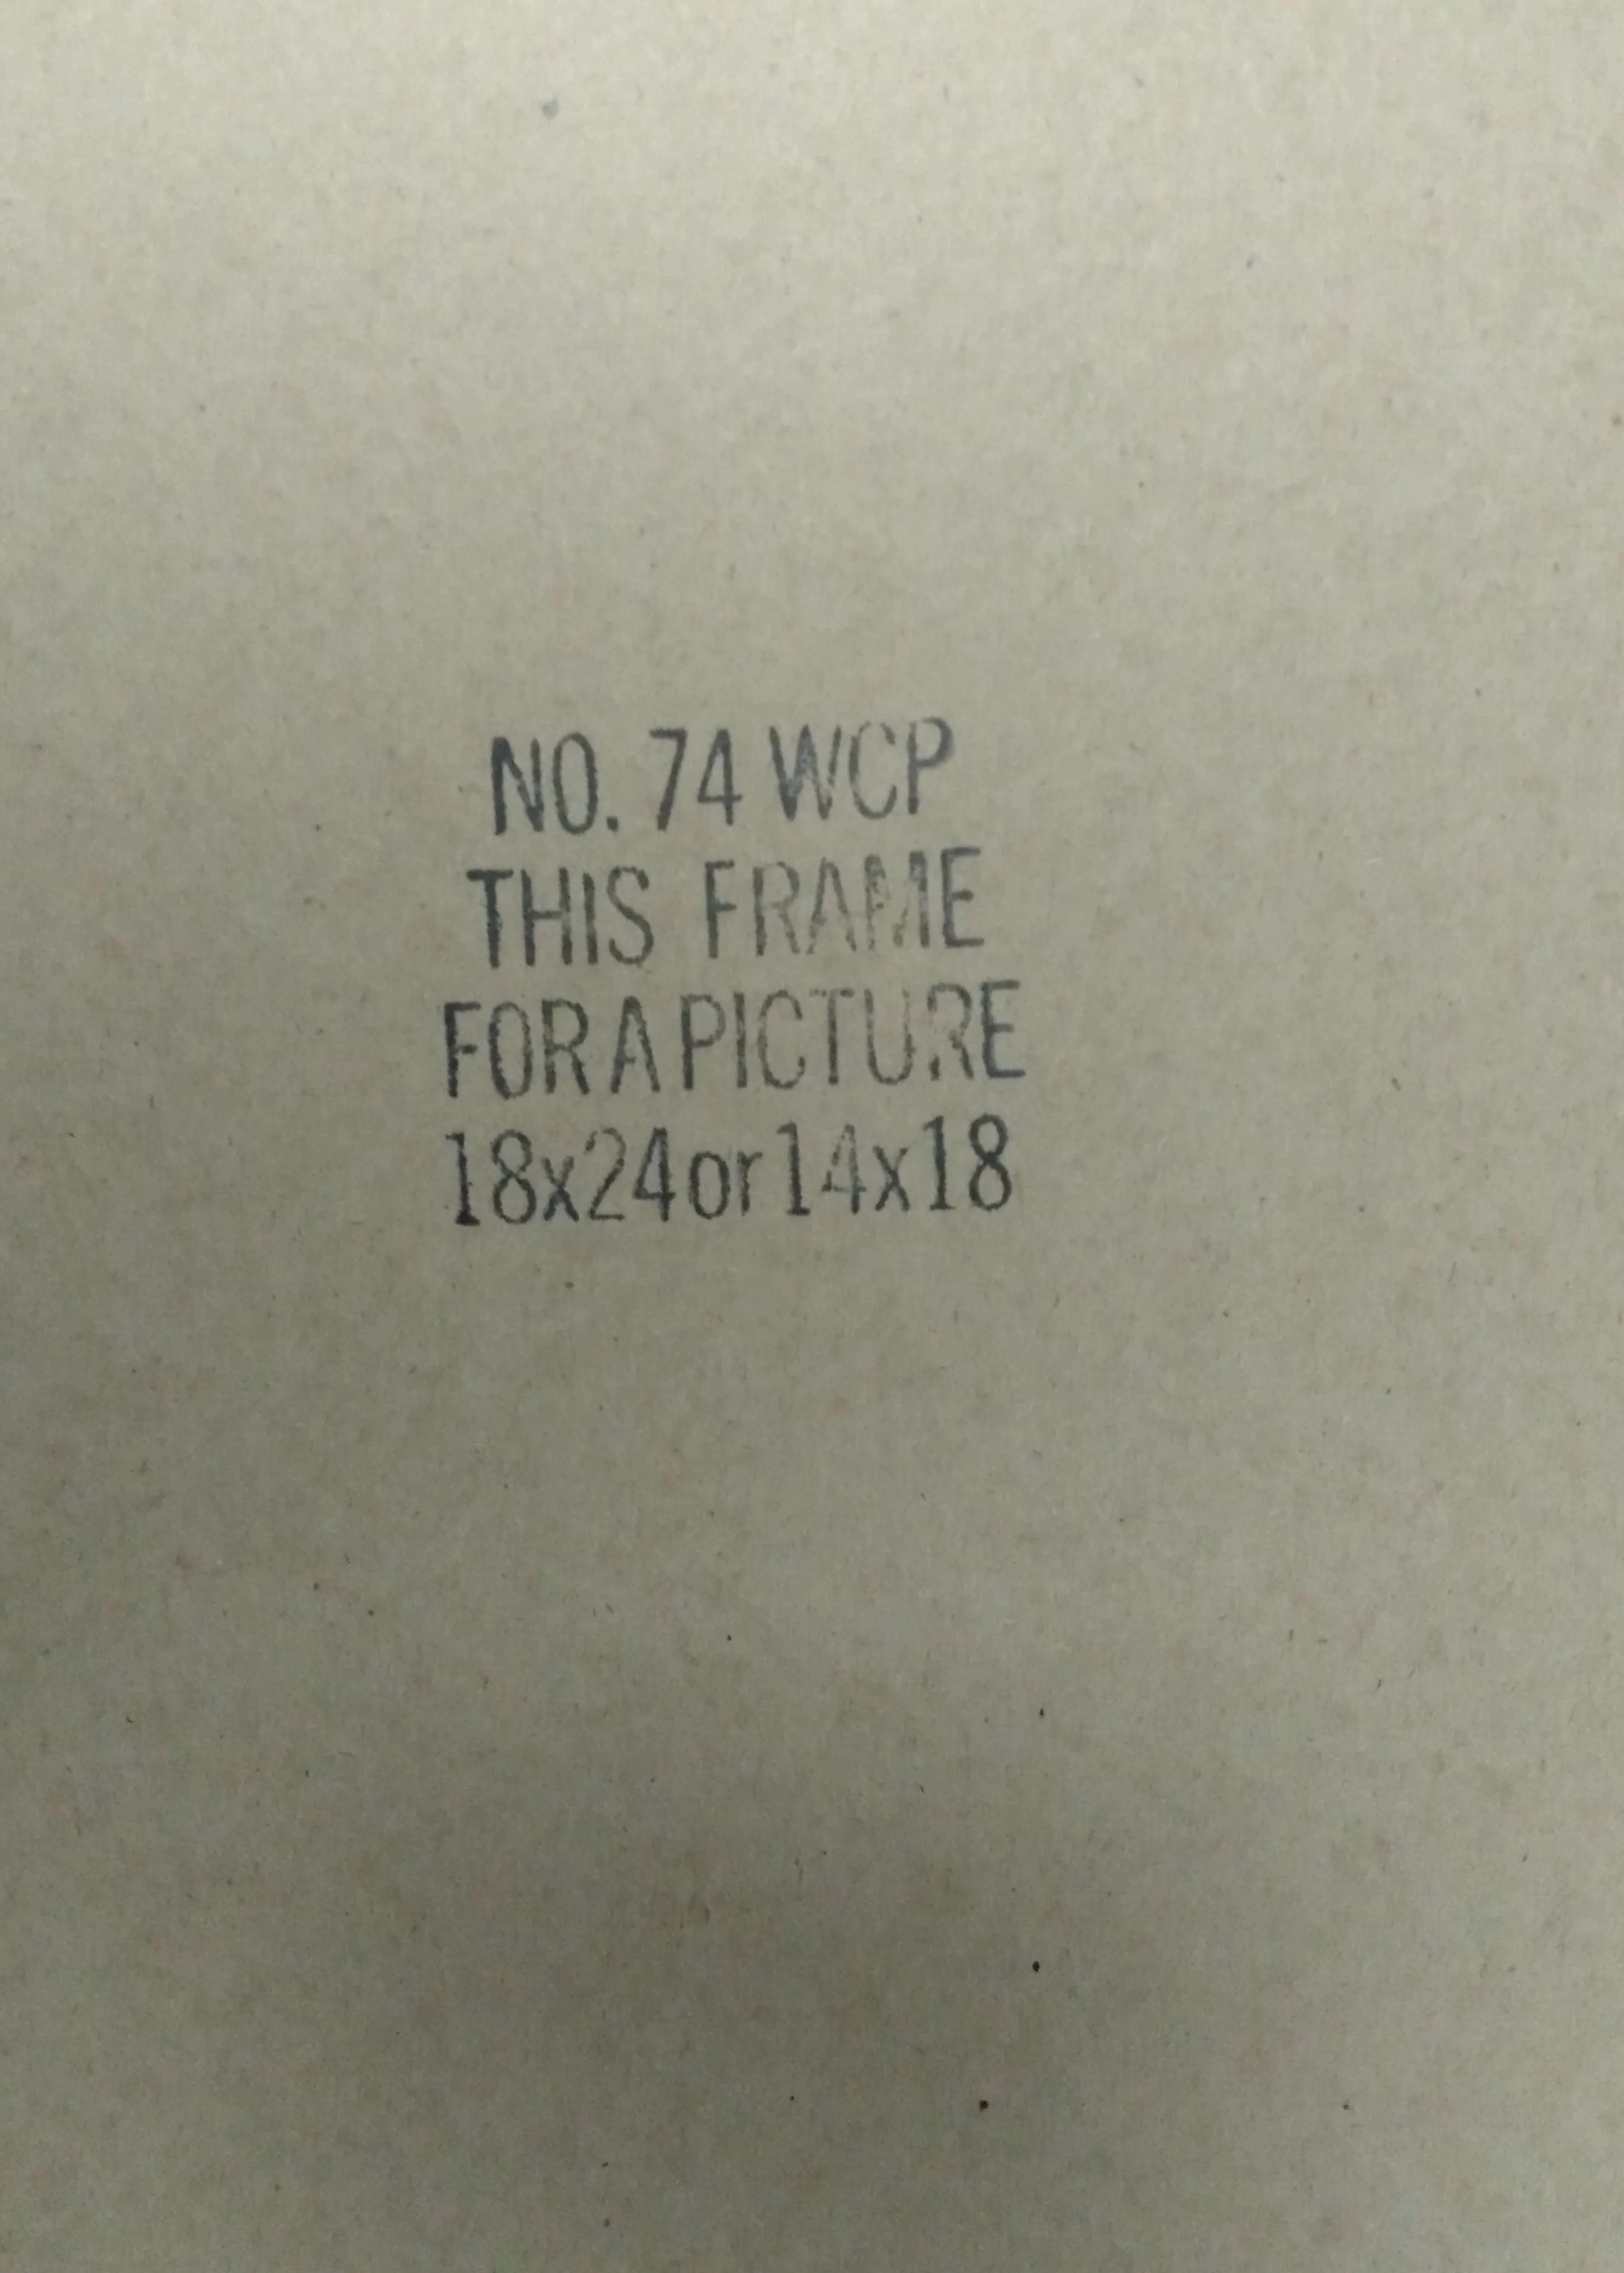 NO. 74 WCP
THIS FRAME
FOR A PICTURE
18x24 or 14x18